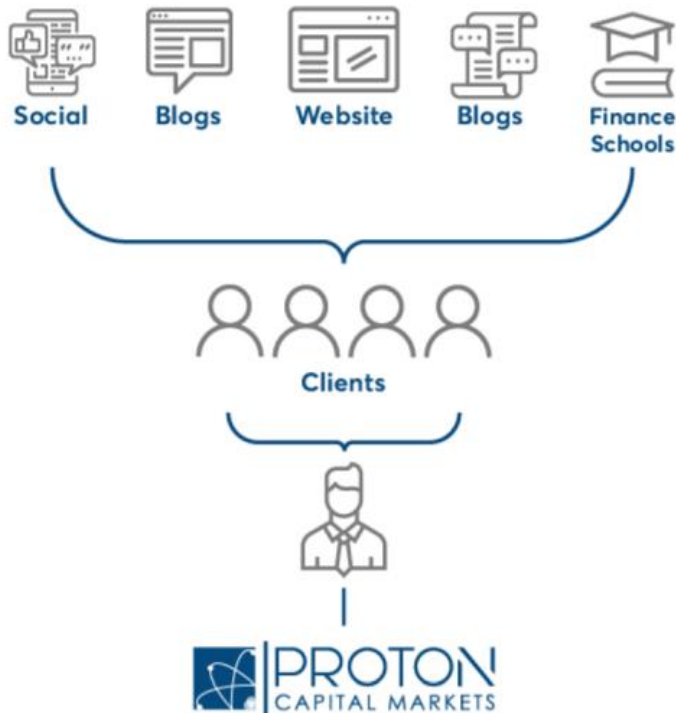 Social
Blogs
Website
Blogs
Finance
Schools
Clients
PROTON
CAPITAL MARKETS